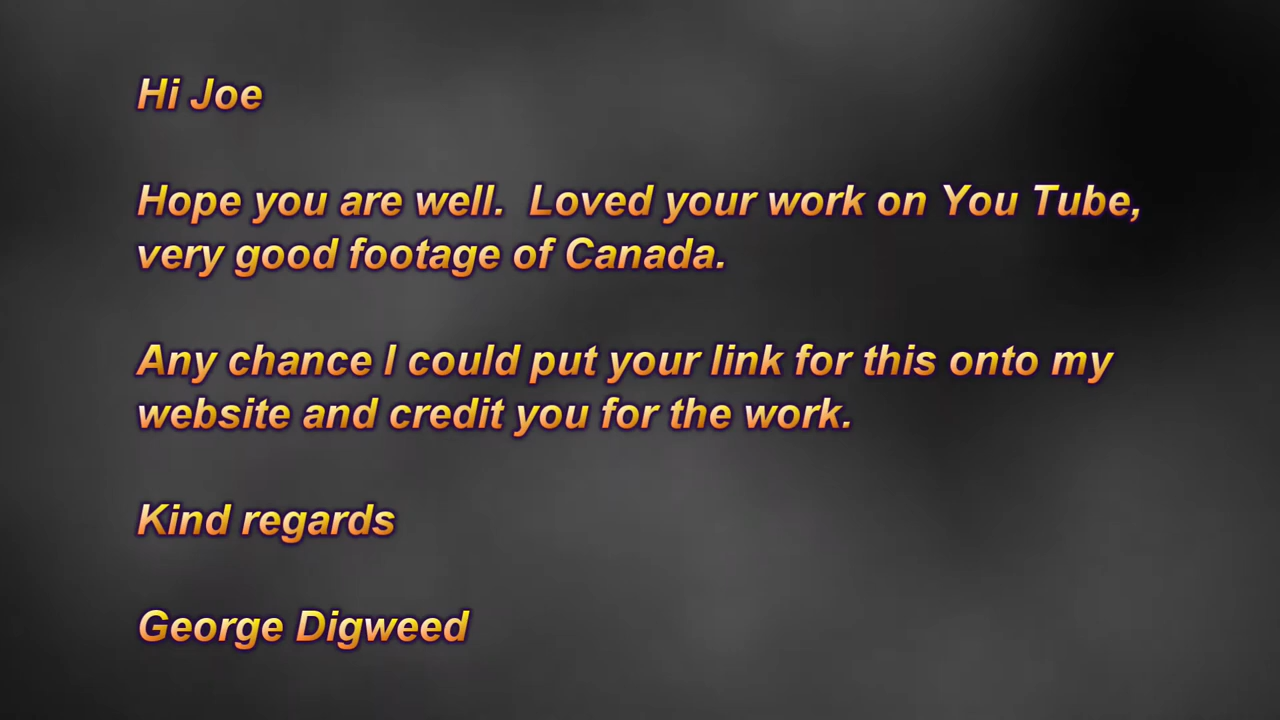 Hi Joe
Hope you are well.  Loved your work on You Tube,
very good footage of Canada.
Any chance I could put your link for this onto my
website and credit you for the work.
Kind regards
George Digweed